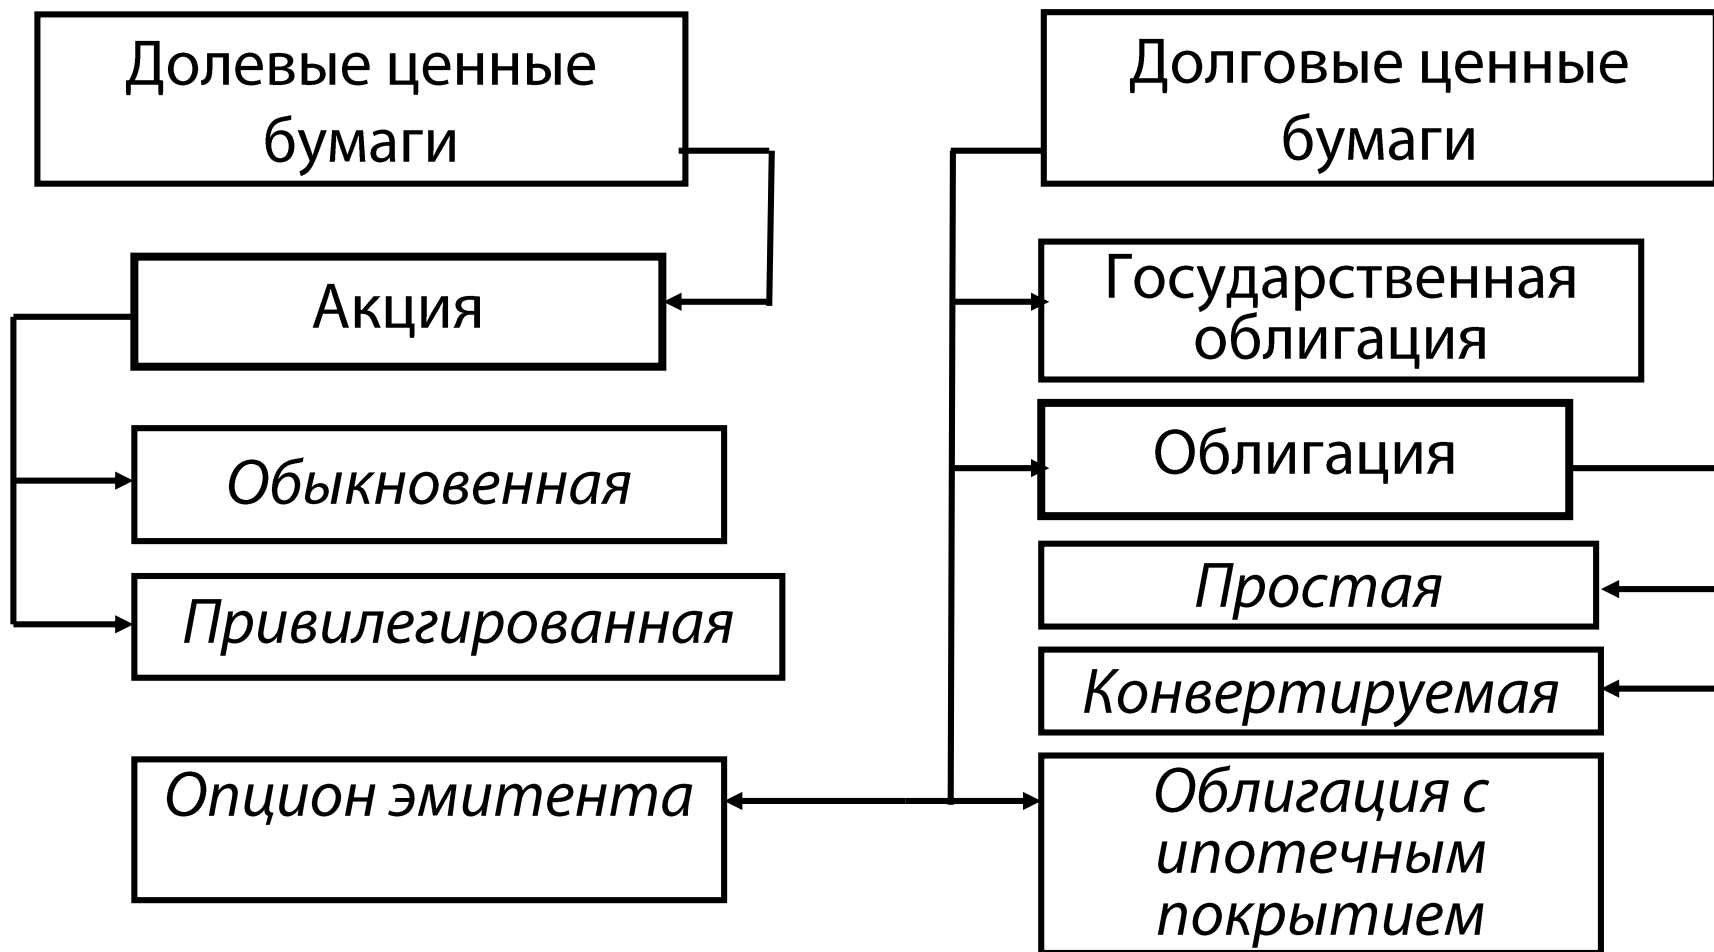 Долевые ценные
бумаги
Акция
Обыкновенная
Привилегированная
Опцион эмитента
Долговые ценные
бумаги
Государственная
облигация
Облигация
Простая
Конвертируемая
Облигация с
ипотечным
покрытием